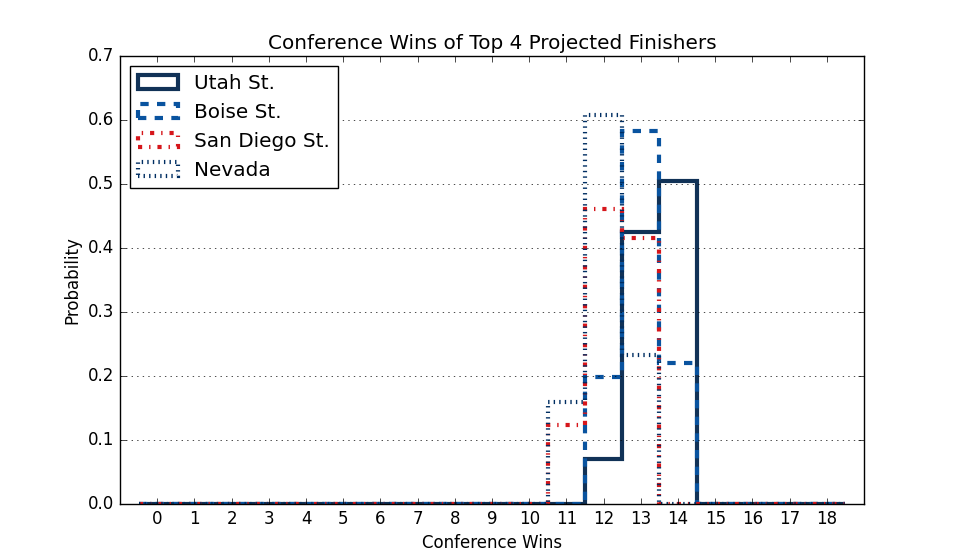 Conference Wins of Top 4 Projected Finishers
0.7
0.6
0.5
0.4
0.3
0.2
0.1
0.0
Probability
Utah St.
Boise St.
San Diego St.
Nevada
0 1 2 3 4 5 6 7 8 9 10 11 12 13 14 15 16 17 18
Conference Wins